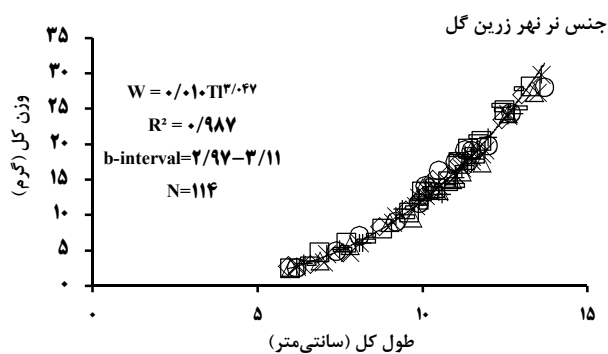 جنس نر نهر زرین گل
W = ۰/۰۱۰Tl^۳/۰۴۷
R² = ۰/۹۸۷
b-interval=۲/۹۷–۳/۱۱
N=۱۱۴
وزن کل (گرم)
۳۵
۳۰
۲۵
۲۰
۱۵
۱۰
۵
۰
۰ ۵ ۱۰ ۱۵
طول کل (سانتی‌متر)